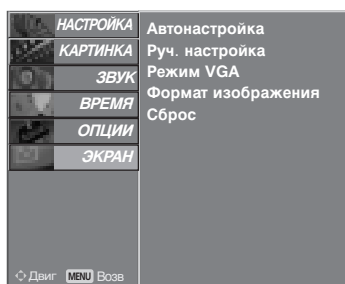 НАСТРОЙКА
КАРТИНКА
ЗВУК
ВРЕМЯ
ОПЦИИ
ЭКРАН
Автонастройка
Руч. настройка
Режим VGA
Формат изображения
Сброс
Двиг MENU Возв